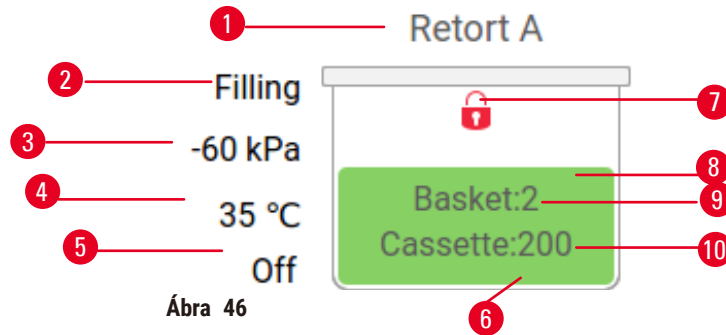 1 Retort A
2 Filling
3 -60 kPa
7
4 35 °C
8
Basket:2 9
5 Off
Cassette:200 10
6
Ábra 46